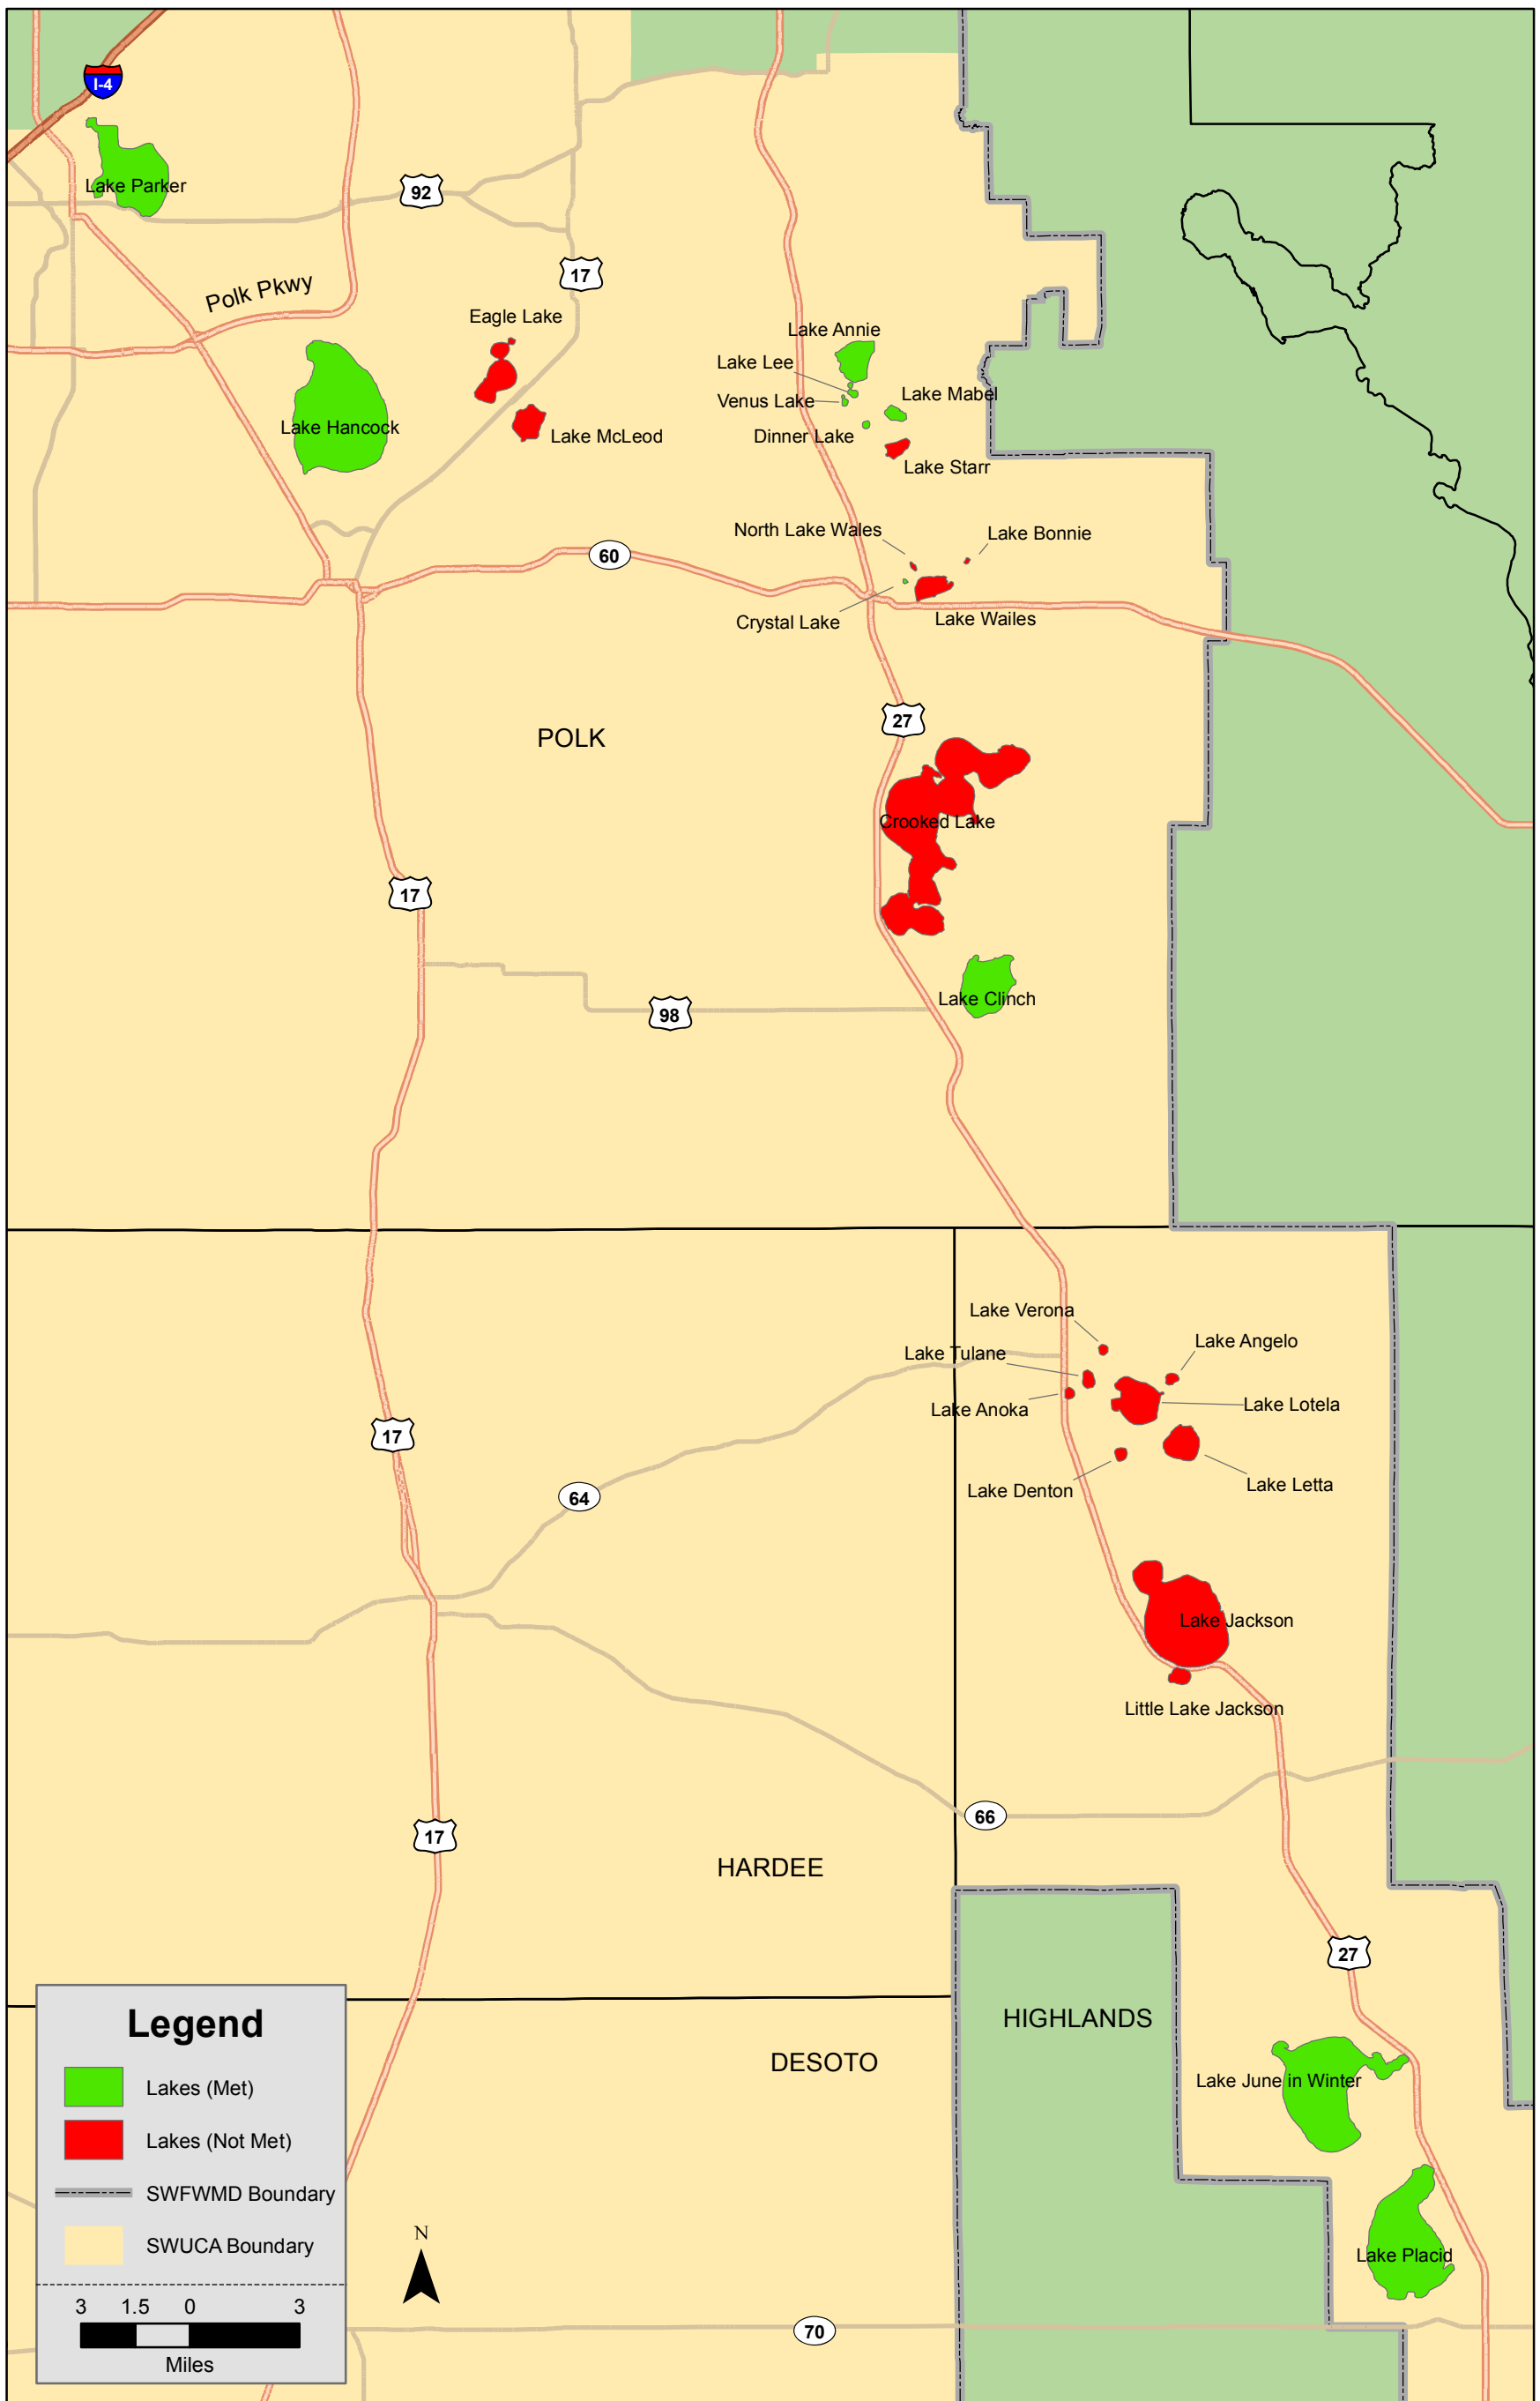 I-4
Lake Parker
92
17
Polk Pkwy
Eagle Lake
Lake Annie
Lake Lee
Venus Lake
Lake Mabel
Lake Hancock
Lake McLeod
Dinner Lake
Lake Starr
North Lake Wales
Lake Bonnie
60
Crystal Lake
Lake Wailes
27
POLK
Crooked Lake
17
Lake Clinch
98
Lake Verona
Lake Angelo
Lake Tulane
Lake Anoka
Lake Lotela
17
Lake Denton
Lake Letta
64
Lake Jackson
Little Lake Jackson
66
17
HARDEE
27
HIGHLANDS
DESOTO
Lake June in Winter
Lake Placid
70
N
Legend
Lakes (Met)
Lakes (Not Met)
SWFWMD Boundary
SWUCA Boundary
3 1.5 0 3
Miles